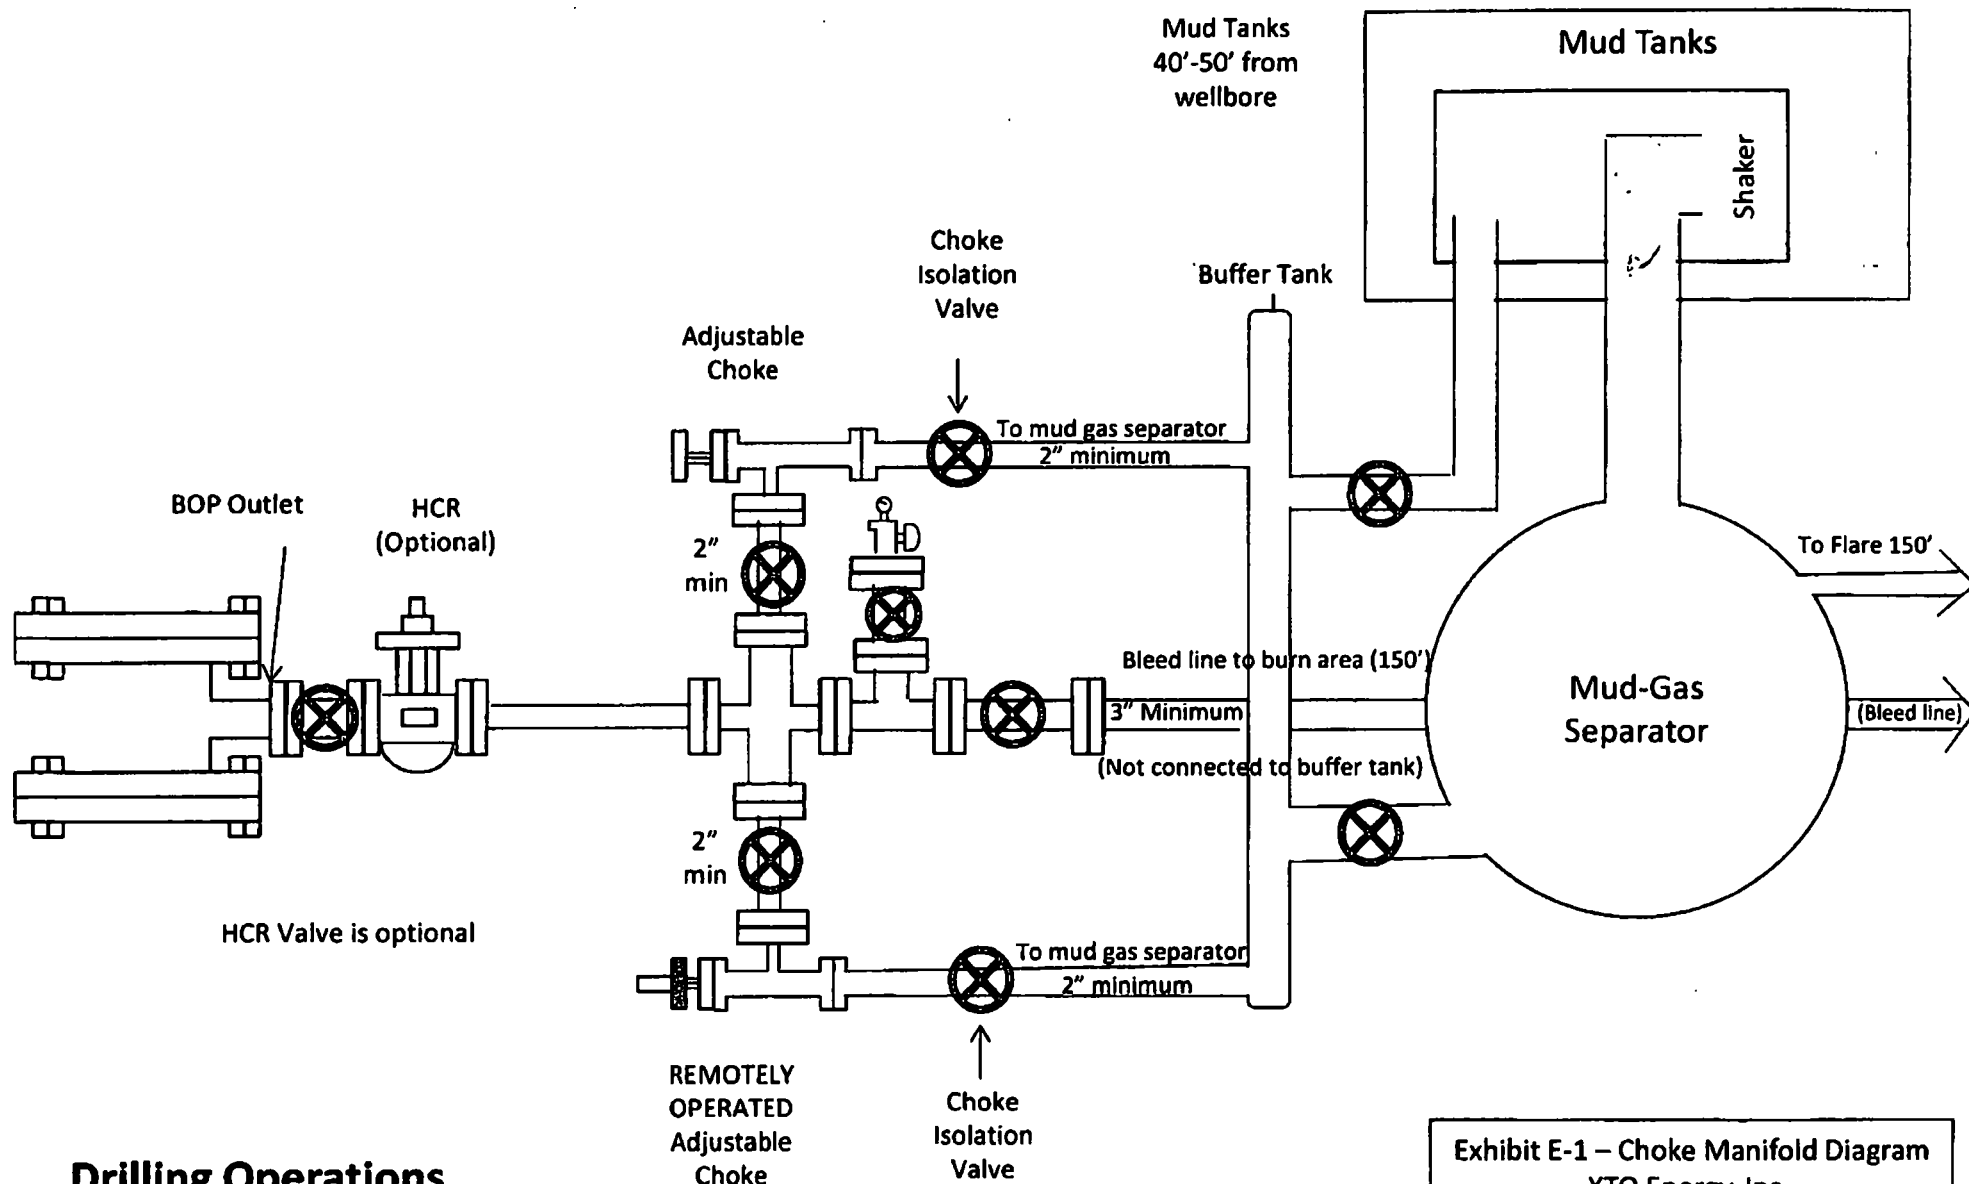 Mud Tanks
40'-50' from
wellbore
Mud Tanks
Shaker
Choke
Isolation
Valve
Buffer Tank
Adjustable
Choke
To mud gas separator
2" minimum
BOP Outlet
HCR
(Optional)
2"
min
To Flare 150'
Bleed line to burn area (150')
3" Minimum
(Not connected to buffer tank)
Mud-Gas
Separator
(Bleed line)
2"
min
HCR Valve is optional
To mud gas separator
2" minimum
REMOTELY
OPERATED
Adjustable
Choke
Choke
Isolation
Valve
Drilling Operations
Exhibit E-1 – Choke Manifold Diagram
XTO Energy, Inc.